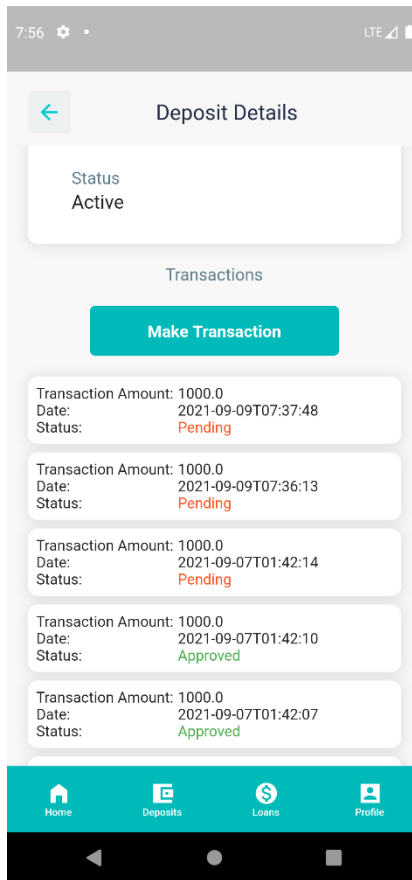 7:56
LTE
Deposit Details
Status
Active
Transactions
Make Transaction
Transaction Amount: 1000.0
Date: 2021-09-09T07:37:48
Status: Pending
Transaction Amount: 1000.0
Date: 2021-09-09T07:36:13
Status: Pending
Transaction Amount: 1000.0
Date: 2021-09-07T01:42:14
Status: Pending
Transaction Amount: 1000.0
Date: 2021-09-07T01:42:10
Status: Approved
Transaction Amount: 1000.0
Date: 2021-09-07T01:42:07
Status: Approved
Home Deposits Loans Profile